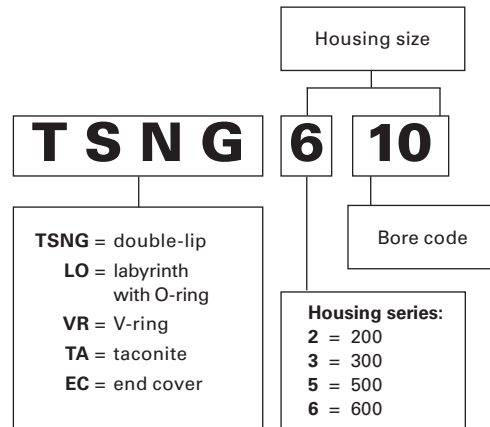 Housing size
TSNG 6 10
TSNG = double-lip
LO = labyrinth
with O-ring
VR = V-ring
TA = taconite
EC = end cover
Bore code
Housing series:
2 = 200
3 = 300
5 = 500
6 = 600